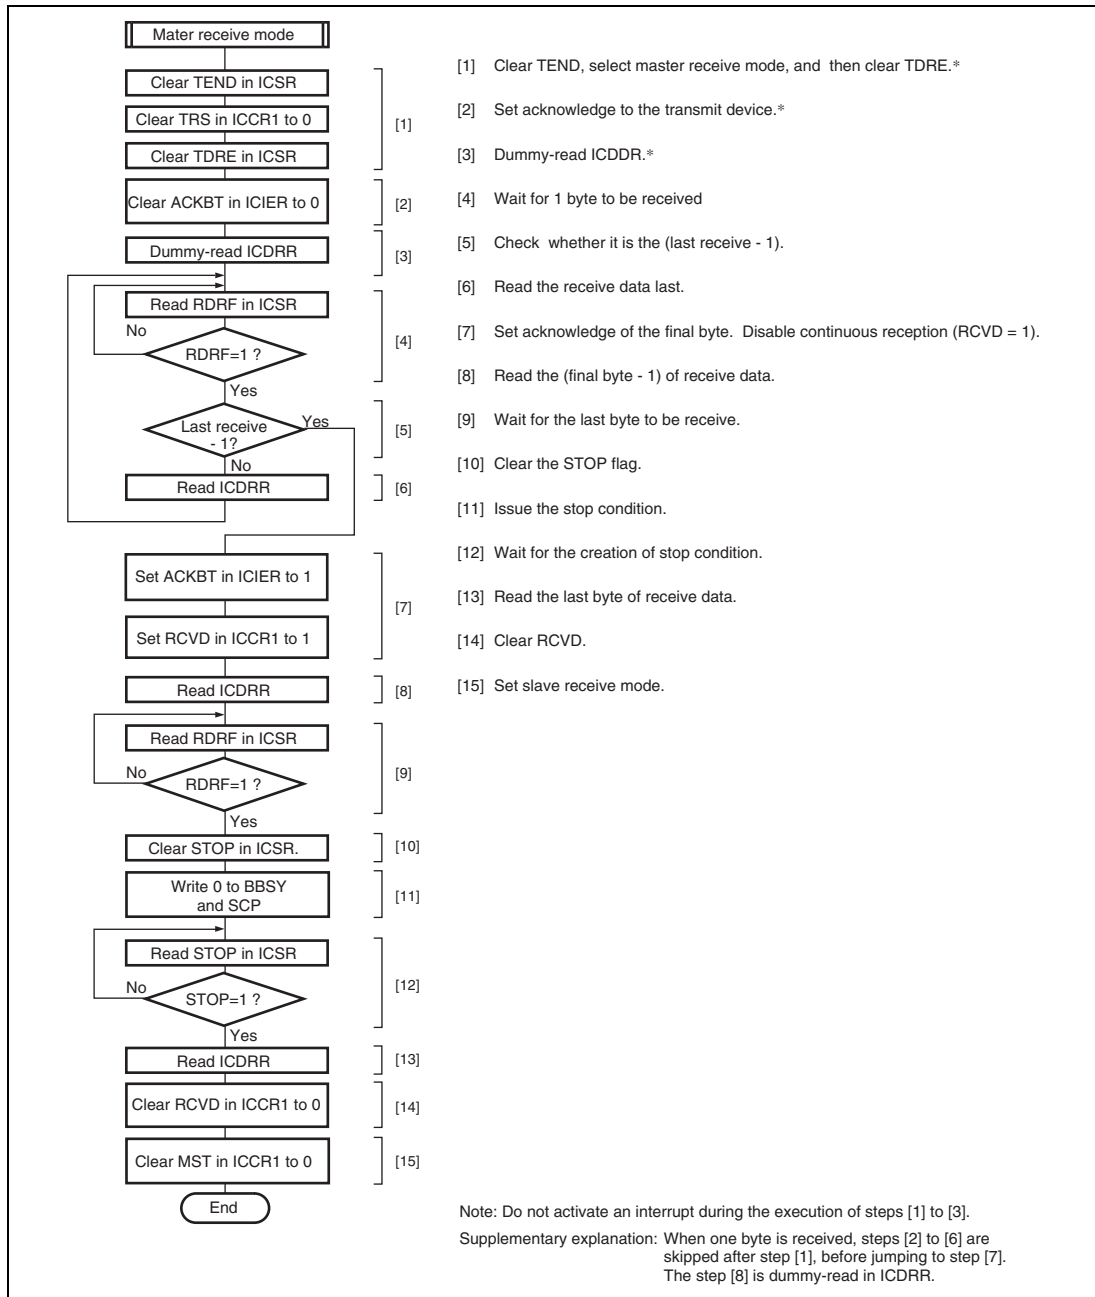 Mater receive mode
Clear TEND in ICSR
Clear TRS in ICCR1 to 0
[1]
Clear TDRE in ICSR
Clear ACKBT in ICIER to 0
[2]
Dummy-read ICDRR
[3]
Read RDRF in ICSR
No
RDRF=1 ?
[4]
Yes
Last receive
- 1?
Yes
[5]
No
Read ICDRR
[6]
Set ACKBT in ICIER to 1
[7]
Set RCVD in ICCR1 to 1
Read ICDRR
[8]
Read RDRF in ICSR
No
RDRF=1 ?
[9]
Yes
Clear STOP in ICSR.
[10]
Write 0 to BBSY
and SCP
[11]
Read STOP in ICSR
No
STOP=1 ?
[12]
Yes
Read ICDRR
[13]
Clear RCVD in ICCR1 to 0
[14]
Clear MST in ICCR1 to 0
[15]
End
[1] Clear TEND, select master receive mode, and then clear TDRE.*
[2] Set acknowledge to the transmit device.*
[3] Dummy-read ICDDR.*
[4] Wait for 1 byte to be received
[5] Check whether it is the (last receive - 1).
[6] Read the receive data last.
[7] Set acknowledge of the final byte. Disable continuous reception (RCVD = 1).
[8] Read the (final byte - 1) of receive data.
[9] Wait for the last byte to be receive.
[10] Clear the STOP flag.
[11] Issue the stop condition.
[12] Wait for the creation of stop condition.
[13] Read the last byte of receive data.
[14] Clear RCVD.
[15] Set slave receive mode.
Note: Do not activate an interrupt during the execution of steps [1] to [3].
Supplementary explanation: When one byte is received, steps [2] to [6] are
skipped after step [1], before jumping to step [7].
The step [8] is dummy-read in ICDRR.